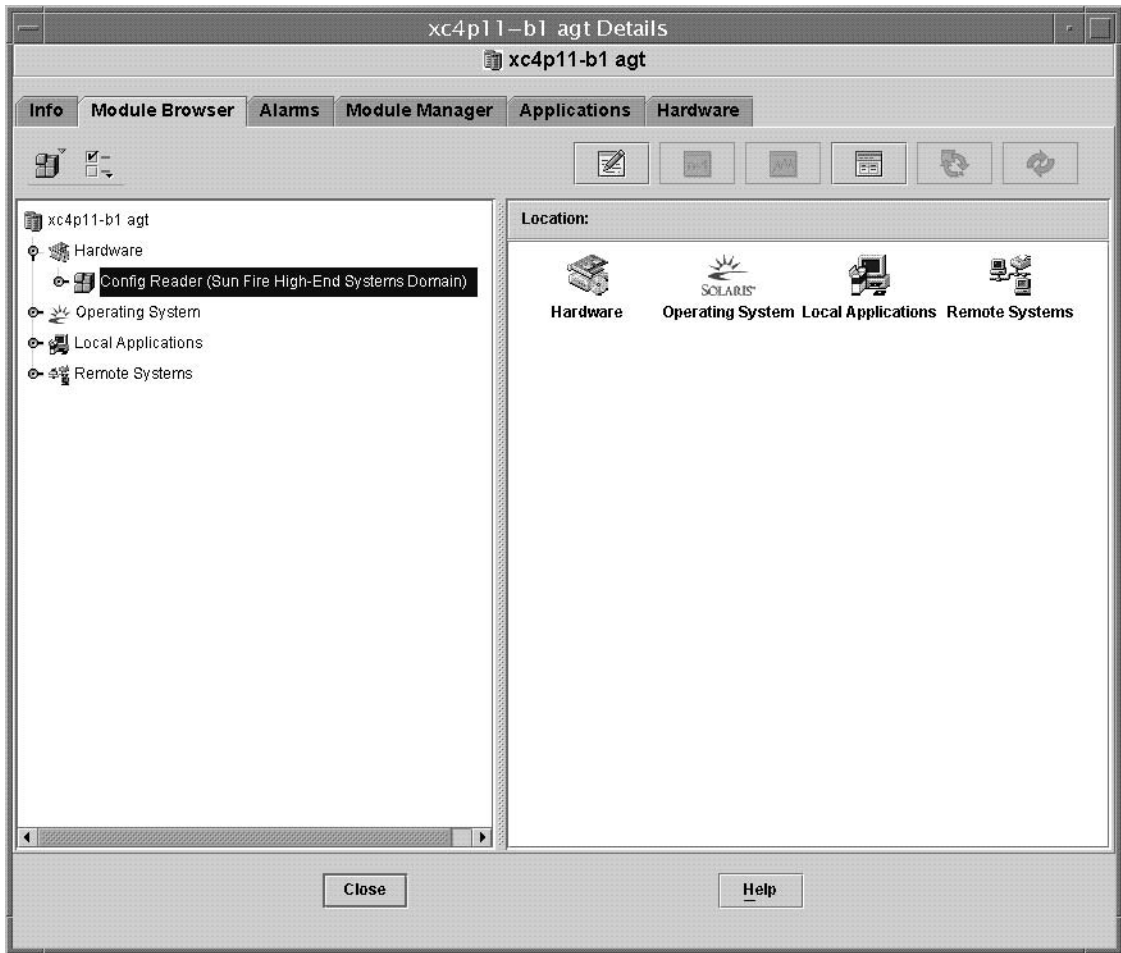 xc4p11–b1 agt Details
xc4p11-b1 agt
Info Module Browser Alarms Module Manager Applications Hardware
xc4p11-b1 agt
Hardware
Config Reader (Sun Fire High-End Systems Domain)
Operating System
Local Applications
Remote Systems
Location:
SOLARIS
Hardware Operating System Local Applications Remote Systems
Close Help